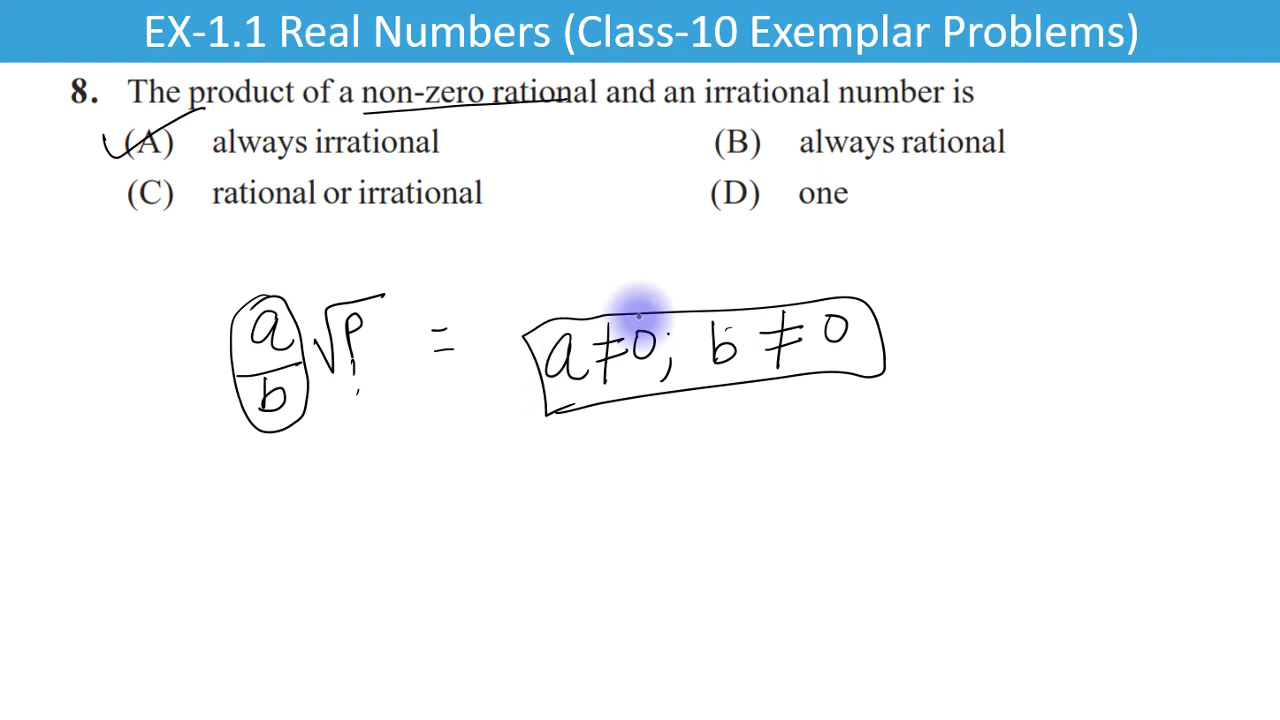 EX-1.1 Real Numbers (Class-10 Exemplar Problems)
8. The product of a non-zero rational and an irrational number is
(A) always irrational (B) always rational
(C) rational or irrational (D) one
a/b √p = a ≠ 0; b ≠ 0